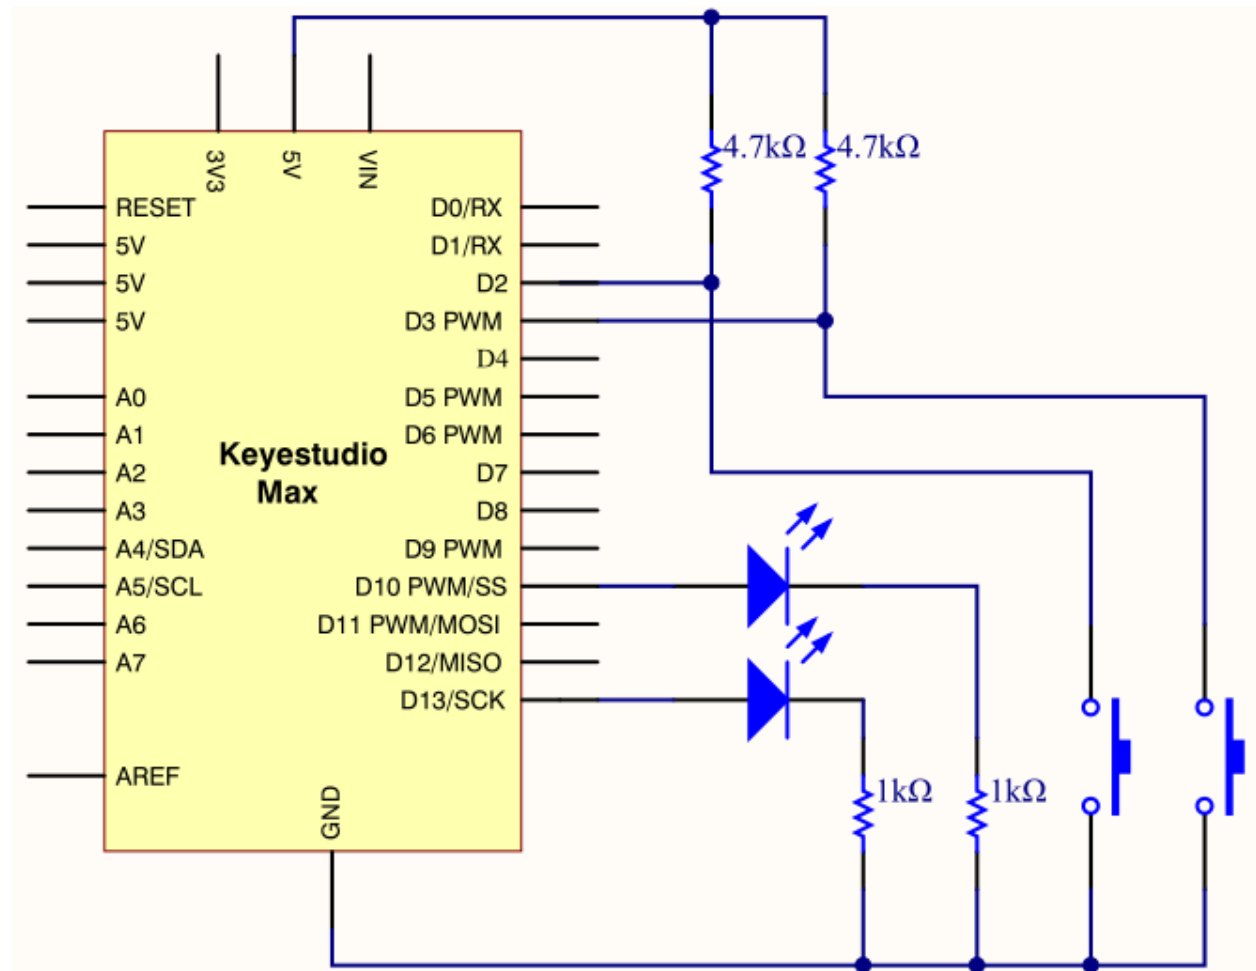 4.7kΩ 4.7kΩ
3V3
5V
VIN
RESET
5V
5V
5V
A0
A1
A2
A3
A4/SDA
A5/SCL
A6
A7
AREF
Keyestudio
Max
D0/RX
D1/RX
D2
D3 PWM
D4
D5 PWM
D6 PWM
D7
D8
D9 PWM
D10 PWM/SS
D11 PWM/MOSI
D12/MISO
D13/SCK
GND
1kΩ 1kΩ